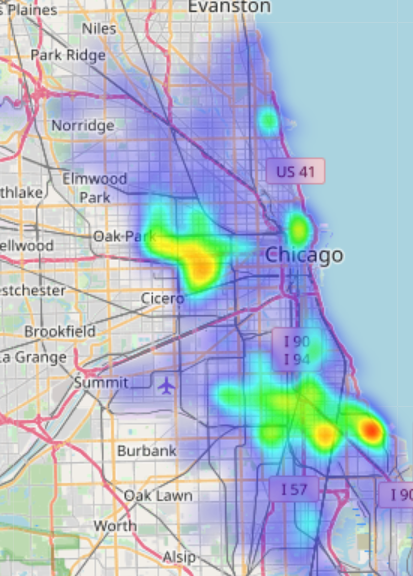 Evanston
s Plaines
Niles
Park Ridge
Norridge
US 41
Elmwood
Park
thlake
Oak Park
ellwood
Chicago
estchester
Cicero
Brookfield
I 90
I 94
La Grange
Summit
Burbank
I 57
I 90
Oak Lawn
Worth
Alsip